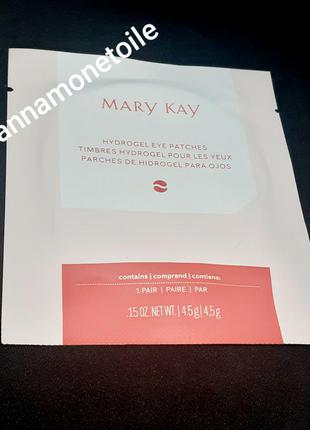 annamonetoile
MARY KAY
HYDROGEL EYE PATCHES
TIMBRES HYDROGEL POUR LES YEUX
PARCHES DE HIDROGEL PARA OJOS
contains | comprend | contiene:
1 PAIR | PAIRE | PAR
.15 OZ. NET WT. | 4.5 g | 4,5 g